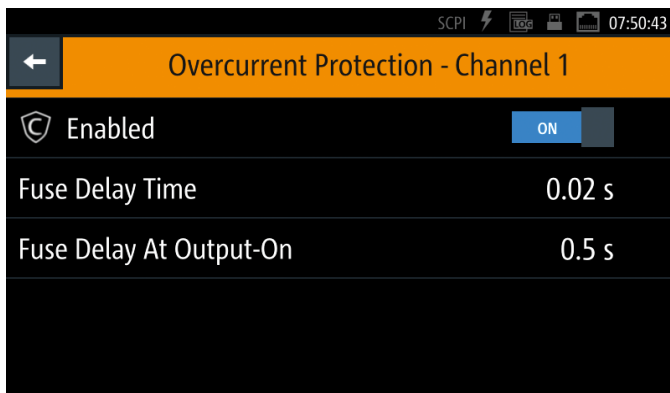 SCPI LOG 07:50:43
Overcurrent Protection - Channel 1
C Enabled ON
Fuse Delay Time 0.02 s
Fuse Delay At Output-On 0.5 s